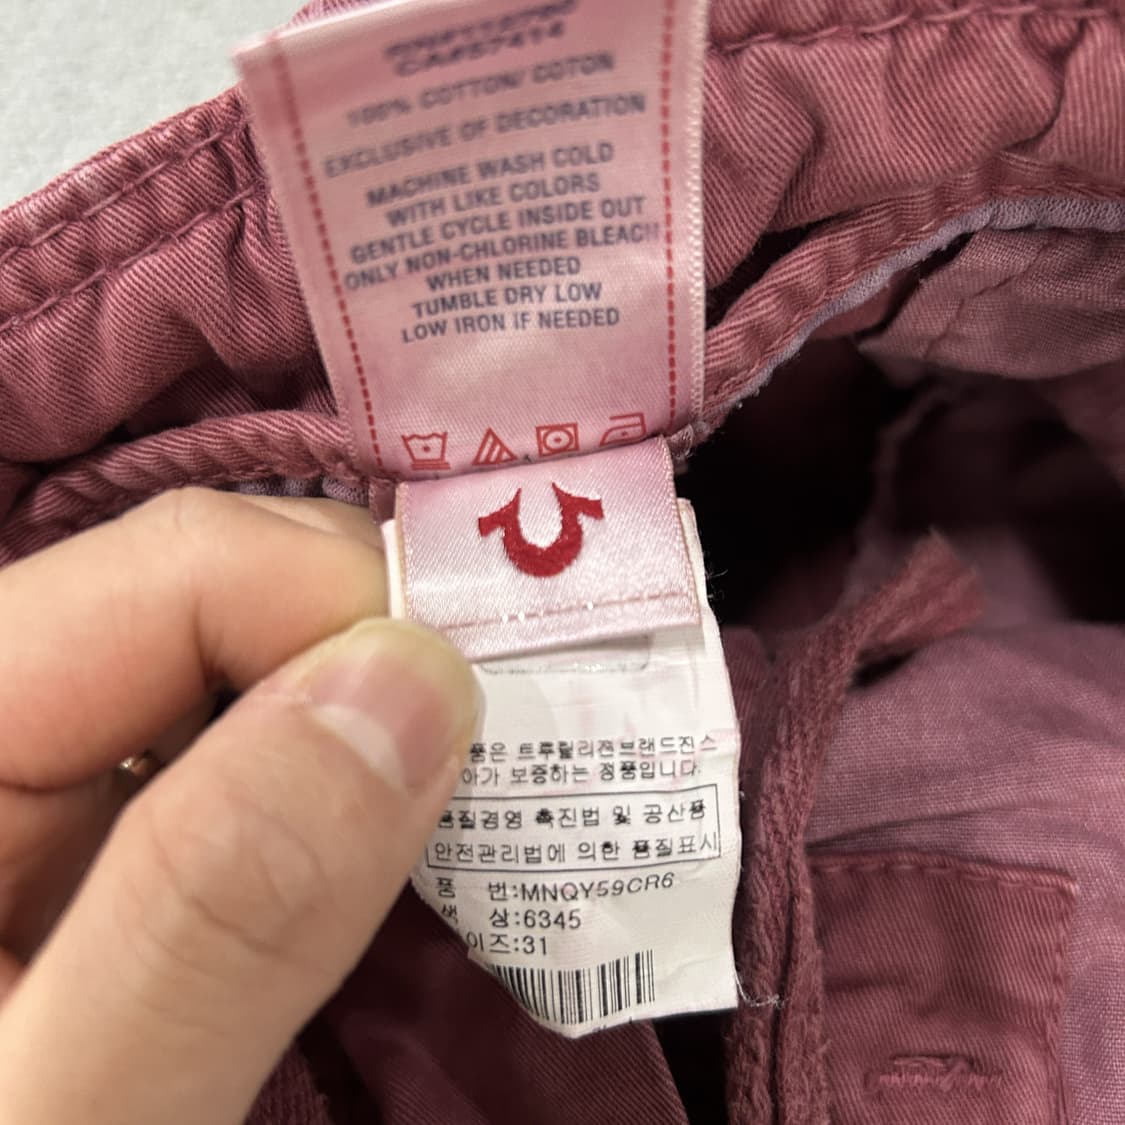 CA#57414
100% COTTON/ COTON
EXCLUSIVE OF DECORATION
MACHINE WASH COLD
WITH LIKE COLORS
GENTLE CYCLE INSIDE OUT
ONLY NON-CHLORINE BLEACH
WHEN NEEDED
TUMBLE DRY LOW
LOW IRON IF NEEDED
품은 트루릴리젼브랜드진스
아가 보증하는 정품입니다.
품질경영 촉진법 및 공산품
안전관리법에 의한 품질표시
품 번:MNQY59CR6
색 상:6345
이즈:31